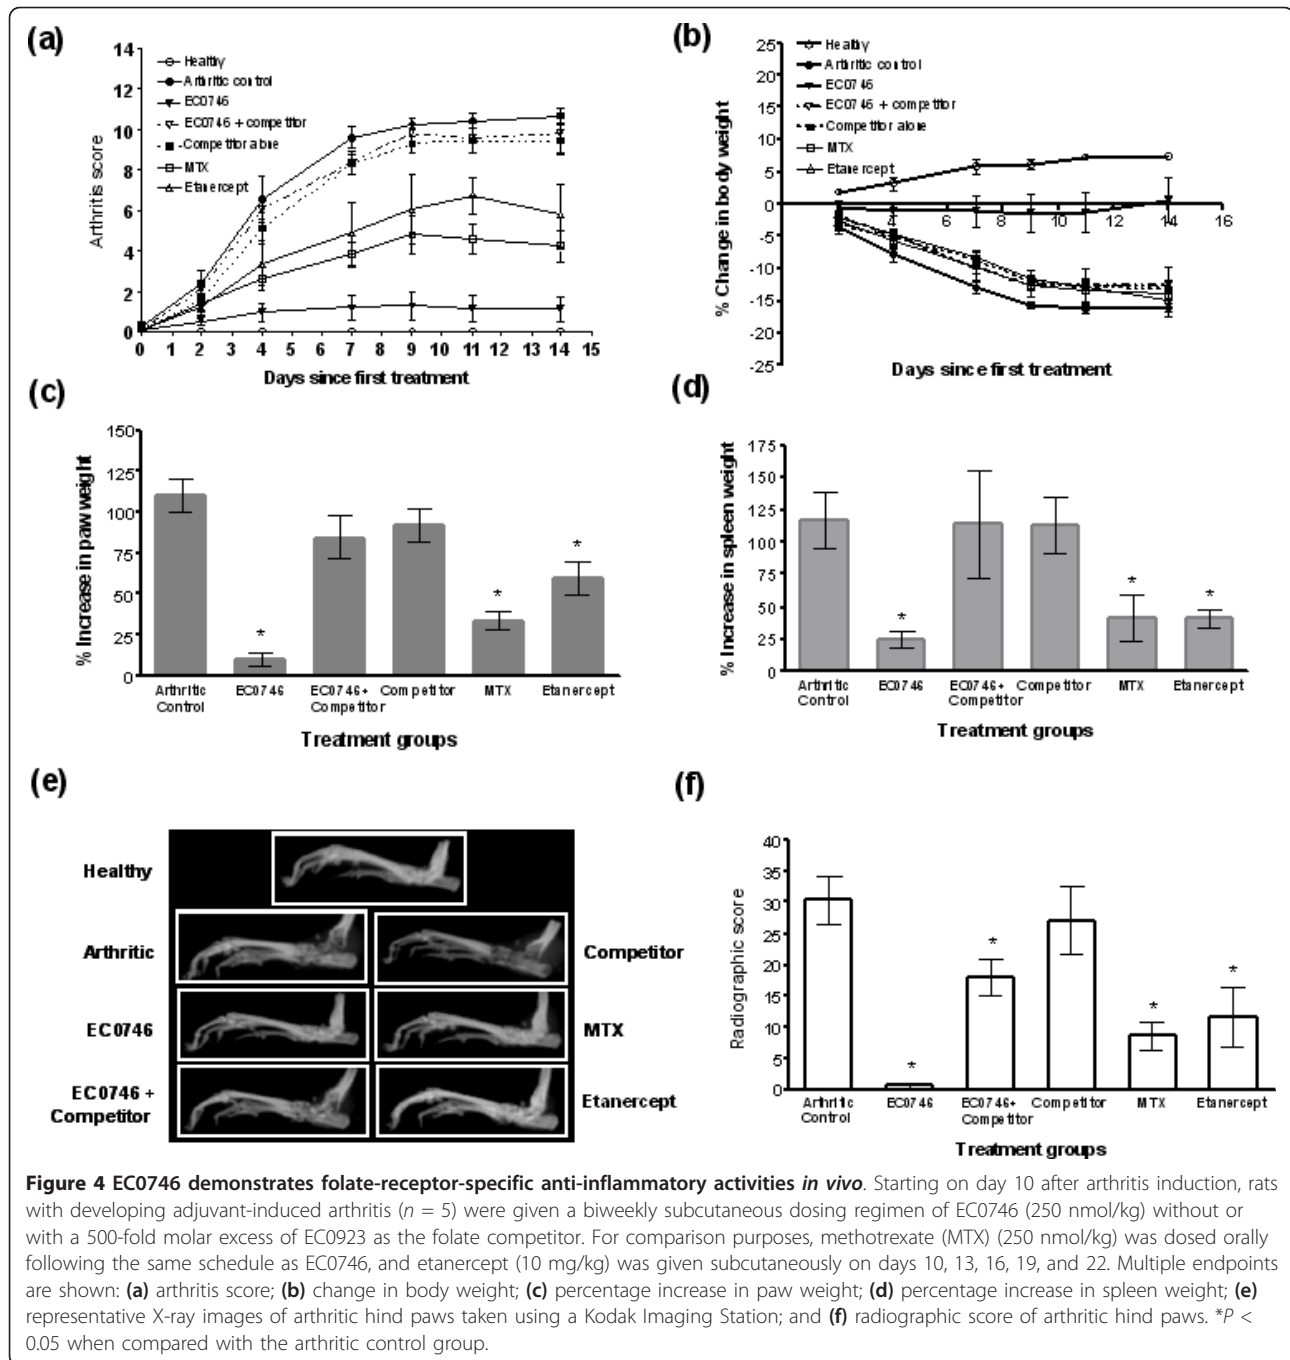 (a)
14
12
10
8
6
4
2
0
Arthritis score
Healthy
Arthritic control
EC0746
EC0746 + competitor
Competitor alone
MTX
Etanercept
0 1 2 3 4 5 6 7 8 9 10 11 12 13 14 15
Days since first treatment
(b)
25
20
15
10
5
0
-5
-10
-15
-20
-25
% Change in body weight
Healthy
Arthritic control
EC0746
EC0746 + competitor
Competitor alone
MTX
Etanercept
4 6 8 10 12 14 16
Days since first treatment
(c)
150
125
100
75
50
25
0
% Increase in paw weight
* * *
Arthritic Control
EC0746
EC0746+ Competitor
Competitor
MTX
Etanercept
Treatment groups
(d)
175
150
125
100
75
50
25
0
% Increase in spleen weight
* * *
Arthritic Control
EC0746
EC0746+ Competitor
Competitor
MTX
Etanercept
Treatment groups
(e)
Healthy
Arthritic
Competitor
EC0746
MTX
EC0746 +
Competitor
Etanercept
(f)
40
35
30
25
20
15
10
5
0
Radiographic score
* * * *
Arthritic Control
EC0746
EC0746+ Competitor
Competitor
MTX
Etanercept
Treatment groups
Figure 4 EC0746 demonstrates folate-receptor-specific anti-inflammatory activities in vivo. Starting on day 10 after arthritis induction, rats
with developing adjuvant-induced arthritis (n = 5) were given a biweekly subcutaneous dosing regimen of EC0746 (250 nmol/kg) without or
with a 500-fold molar excess of EC0923 as the folate competitor. For comparison purposes, methotrexate (MTX) (250 nmol/kg) was dosed orally
following the same schedule as EC0746, and etanercept (10 mg/kg) was given subcutaneously on days 10, 13, 16, 19, and 22. Multiple endpoints
are shown: (a) arthritis score; (b) change in body weight; (c) percentage increase in paw weight; (d) percentage increase in spleen weight; (e)
representative X-ray images of arthritic hind paws taken using a Kodak Imaging Station; and (f) radiographic score of arthritic hind paws. *P <
0.05 when compared with the arthritic control group.